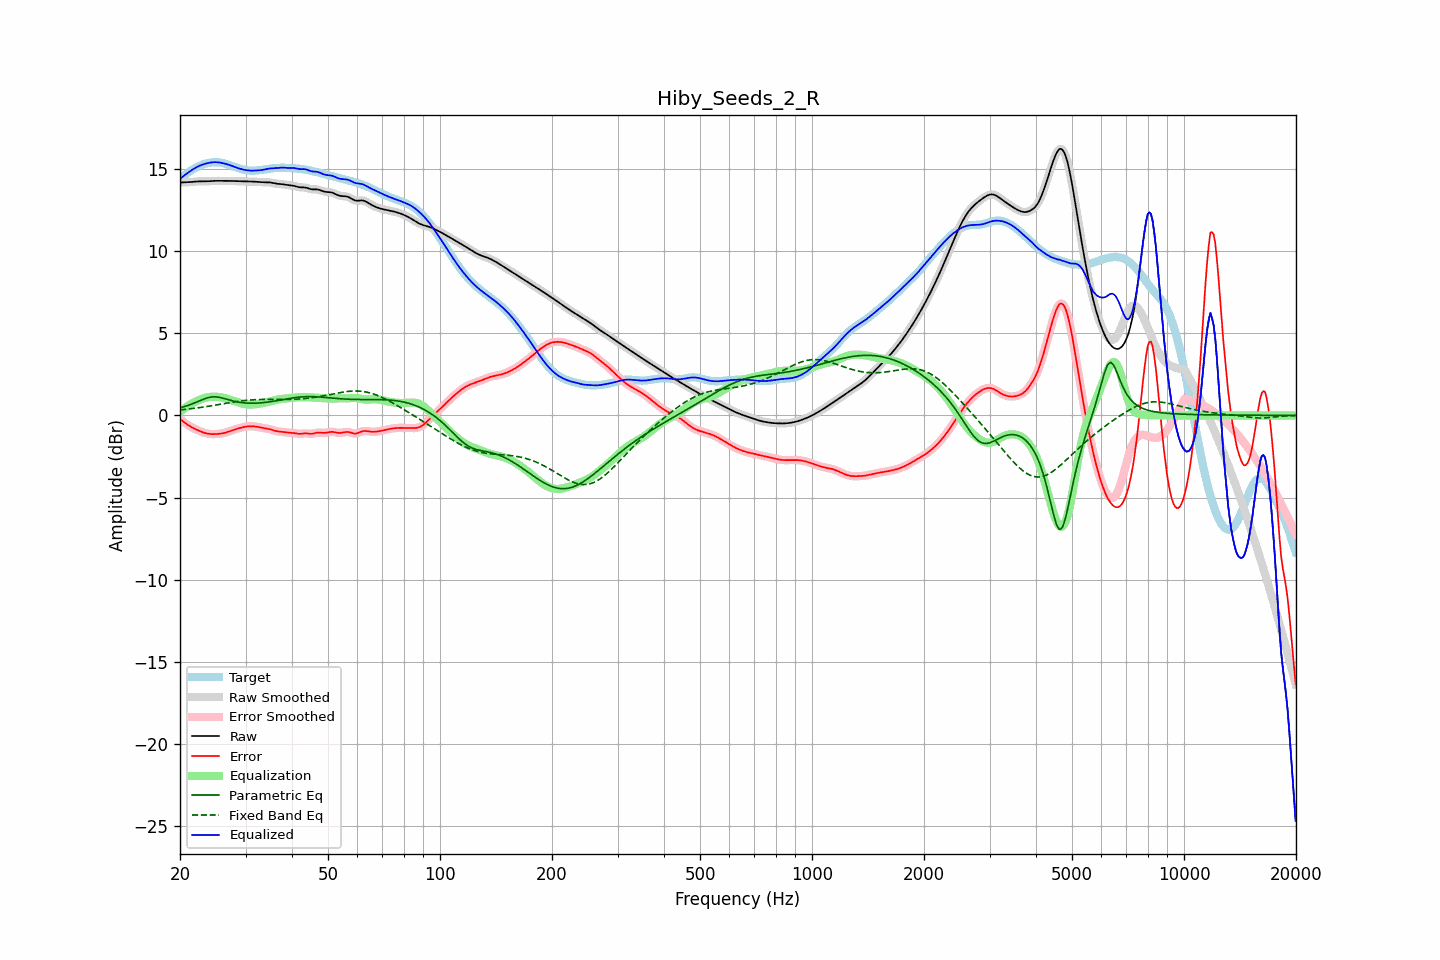 Hiby_Seeds_2_R
Amplitude (dBr)
15
10
5
0
−5
−10
−15
−20
−25
Target
Raw Smoothed
Error Smoothed
Raw
Error
Equalization
Parametric Eq
Fixed Band Eq
Equalized
20 50 100 200 500 1000 2000 5000 10000 20000
Frequency (Hz)